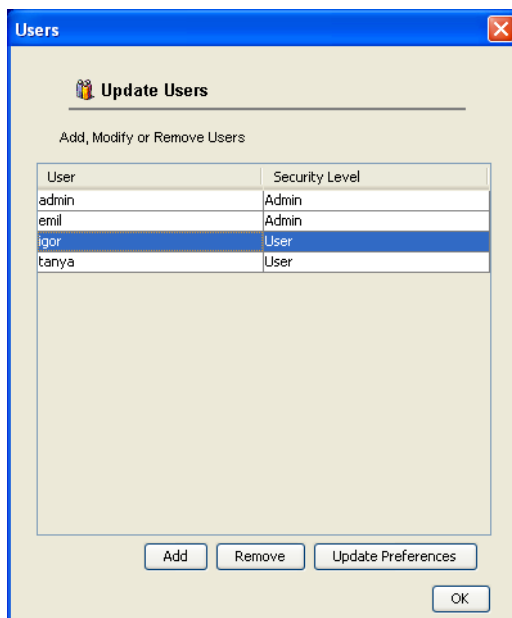 Users
Update Users
Add, Modify or Remove Users
User Security Level
admin Admin
emil Admin
igor User
tanya User
Add Remove Update Preferences
OK